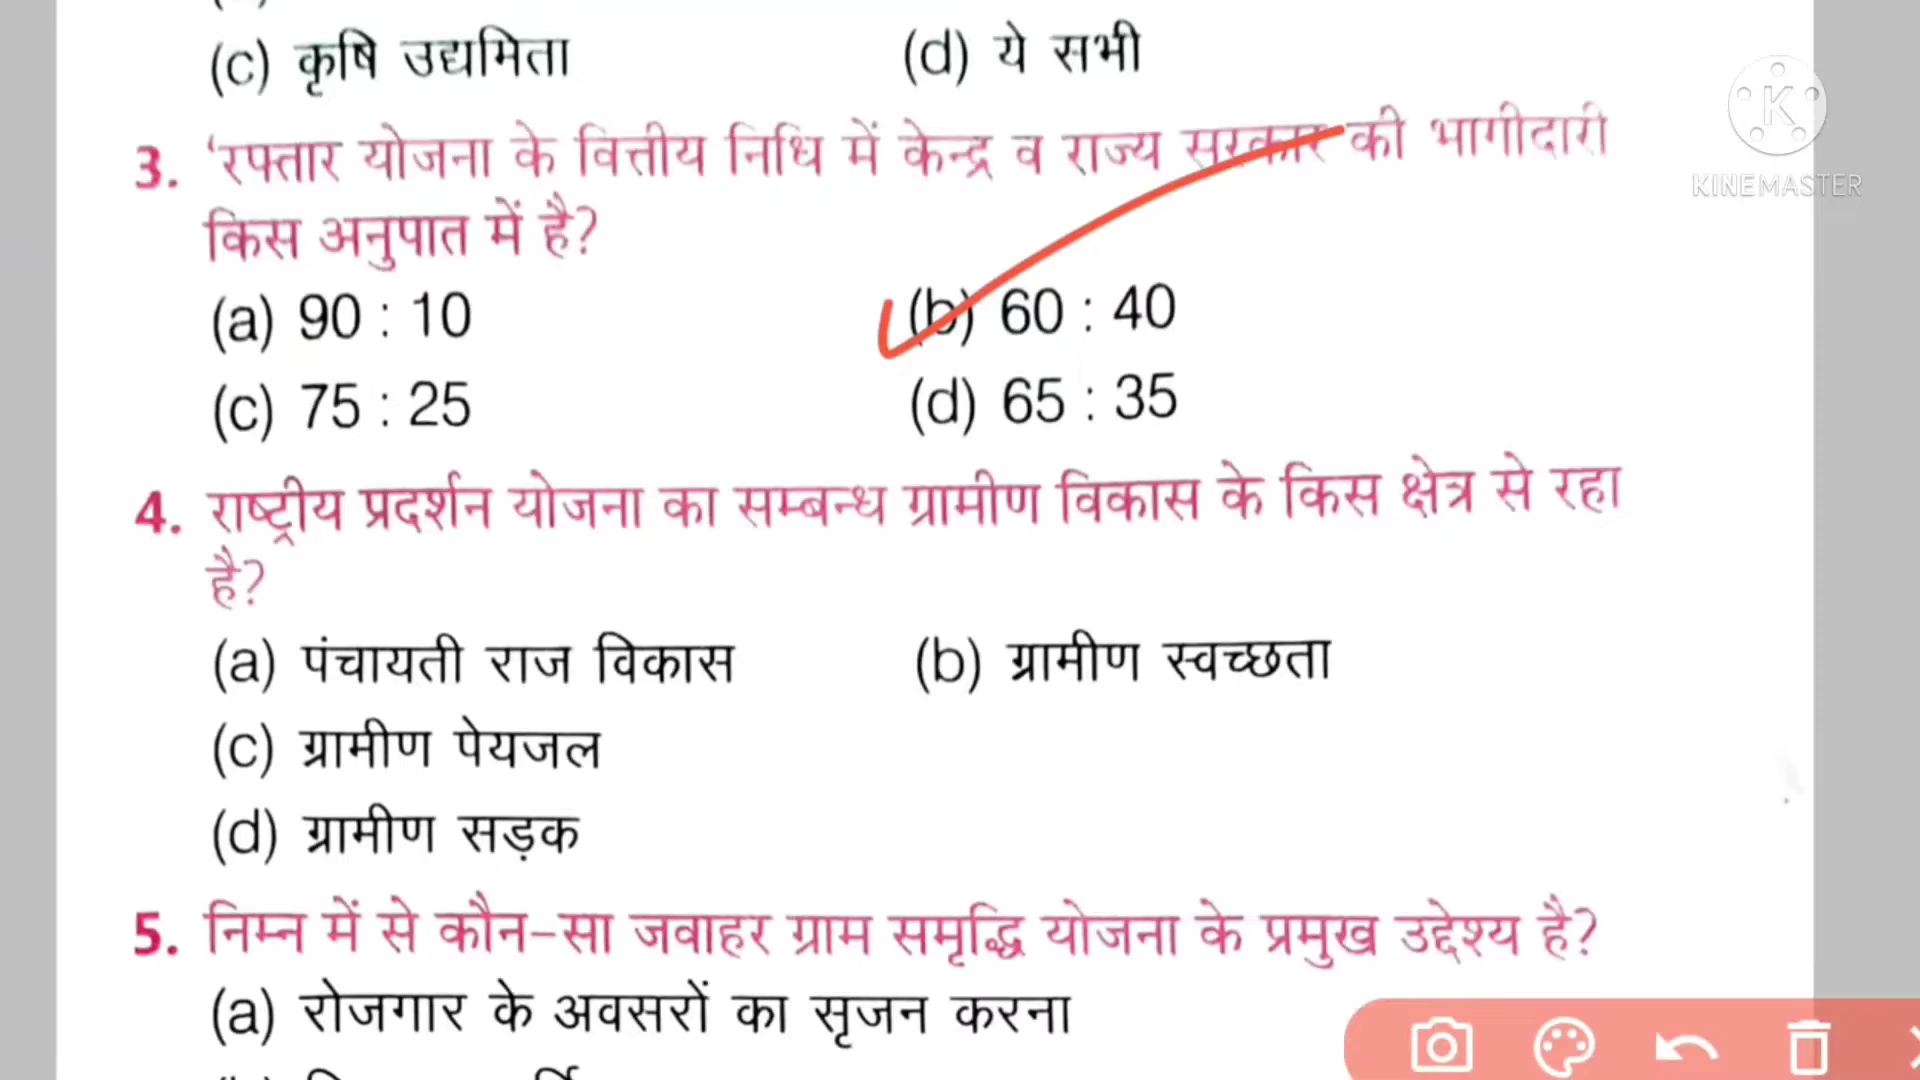 (c) कृषि उद्यमिता (d) ये सभी
KINEMASTER
3. ‘रफ्तार योजना के वित्तीय निधि में केन्द्र व राज्य सरकार की भागीदारी
किस अनुपात में है?
(a) 90 : 10 (b) 60 : 40
(c) 75 : 25 (d) 65 : 35
4. राष्ट्रीय प्रदर्शन योजना का सम्बन्ध ग्रामीण विकास के किस क्षेत्र से रहा
है?
(a) पंचायती राज विकास (b) ग्रामीण स्वच्छता
(c) ग्रामीण पेयजल
(d) ग्रामीण सड़क
5. निम्न में से कौन-सा जवाहर ग्राम समृद्धि योजना के प्रमुख उद्देश्य है?
(a) रोजगार के अवसरों का सृजन करना